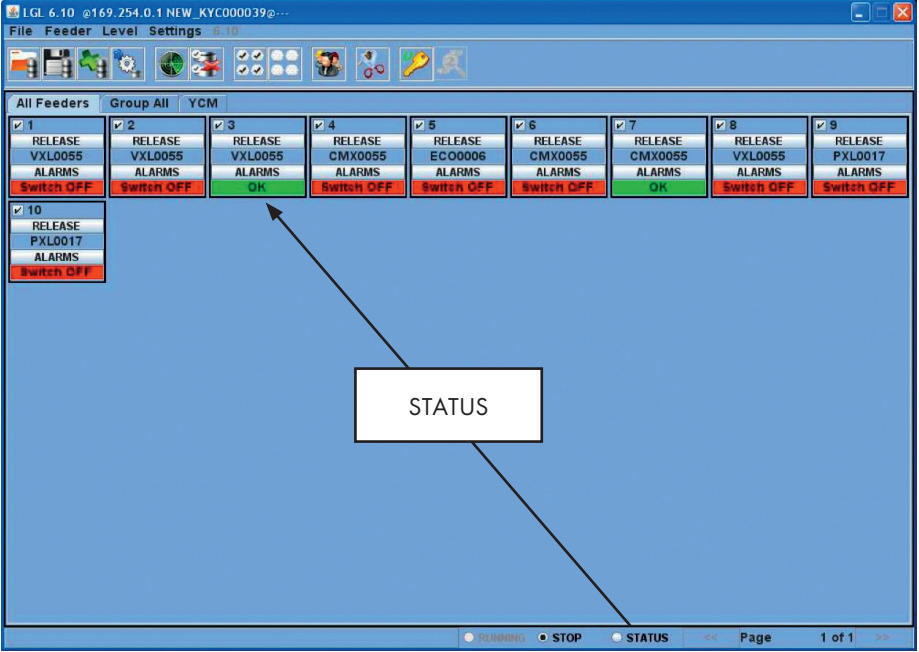 LGL 6.10 @169.254.0.1 NEW_KYC000039@---
File Feeder Level Settings 6.10
All Feeders Group All YCM
1 2 3 4 5 6 7 8 9
RELEASE RELEASE RELEASE RELEASE RELEASE RELEASE RELEASE RELEASE RELEASE
VXL0055 VXL0055 VXL0055 CMX0055 ECO0006 CMX0055 CMX0055 VXL0055 PXL0017
ALARMS ALARMS ALARMS ALARMS ALARMS ALARMS ALARMS ALARMS ALARMS
Switch OFF Switch OFF OK Switch OFF Switch OFF Switch OFF OK Switch OFF Switch OFF
10
RELEASE
PXL0017
ALARMS
Switch OFF
STATUS
RUNNING STOP STATUS << Page 1 of 1 >>